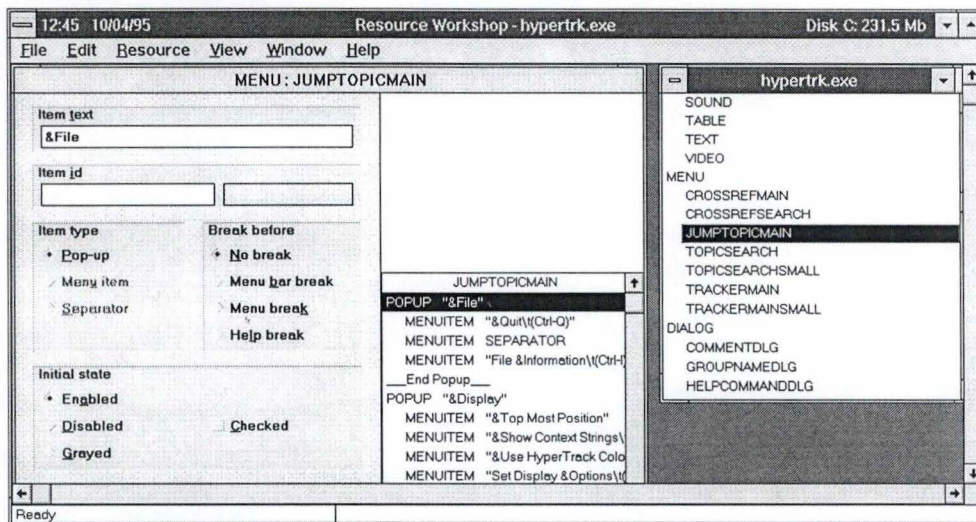 12:45 10/04/95 Resource Workshop - hypertrk.exe Disk C: 231.5 Mb
File Edit Resource View Window Help
MENU : JUMPTOPICMAIN
Item text
&File
Item id
Item type
Pop-up
Menu item
Separator
Break before
No break
Menu bar break
Menu break
Help break
Initial state
Enabled
Disabled
Grayed
Checked
JUMPTOPICMAIN
POPUP "&File"
MENUITEM "&Quit\t(Ctrl-Q)"
MENUITEM SEPARATOR
MENUITEM "File &Information\t(Ctrl-I)
___End Popup___
POPUP "&Display"
MENUITEM "&Top Most Position"
MENUITEM "&Show Context Strings\
MENUITEM "&Use HyperTrack Colo
MENUITEM "Set Display &Options\t(
hypertrk.exe
SOUND
TABLE
TEXT
VIDEO
MENU
CROSSREFMAIN
CROSSREFSEARCH
JUMPTOPICMAIN
TOPICSEARCH
TOPICSEARCHSMALL
TRACKERMAIN
TRACKERMAINSMALL
DIALOG
COMMENTDLG
GROUPNAMEDLG
HELPCOMMANDDLG
Ready